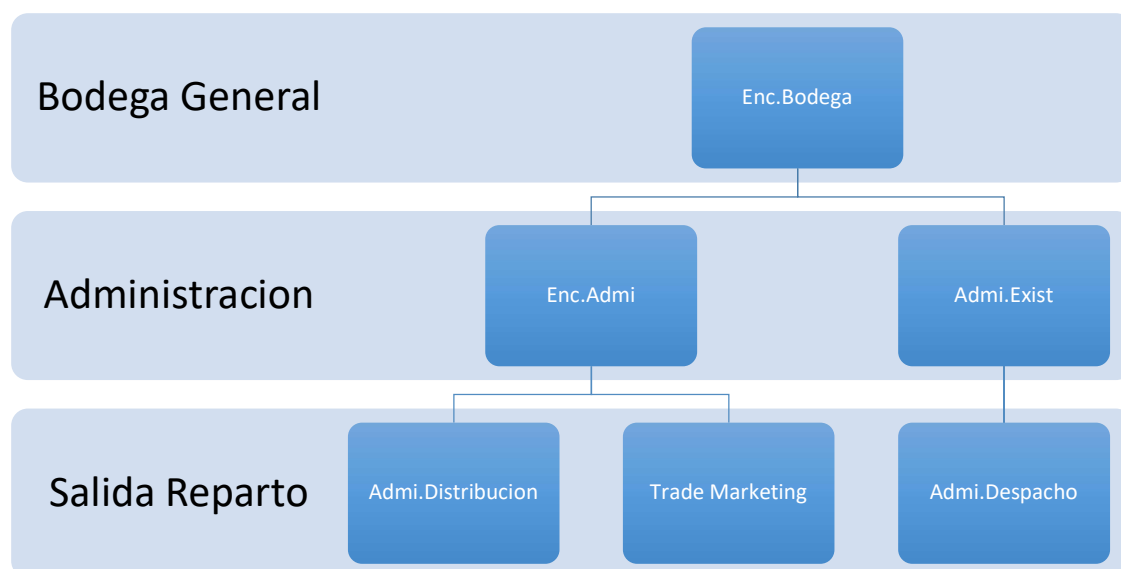 Bodega General
Enc.Bodega
Administracion
Enc.Admi
Admi.Exist
Salida Reparto
Admi.Distribucion
Trade Marketing
Admi.Despacho